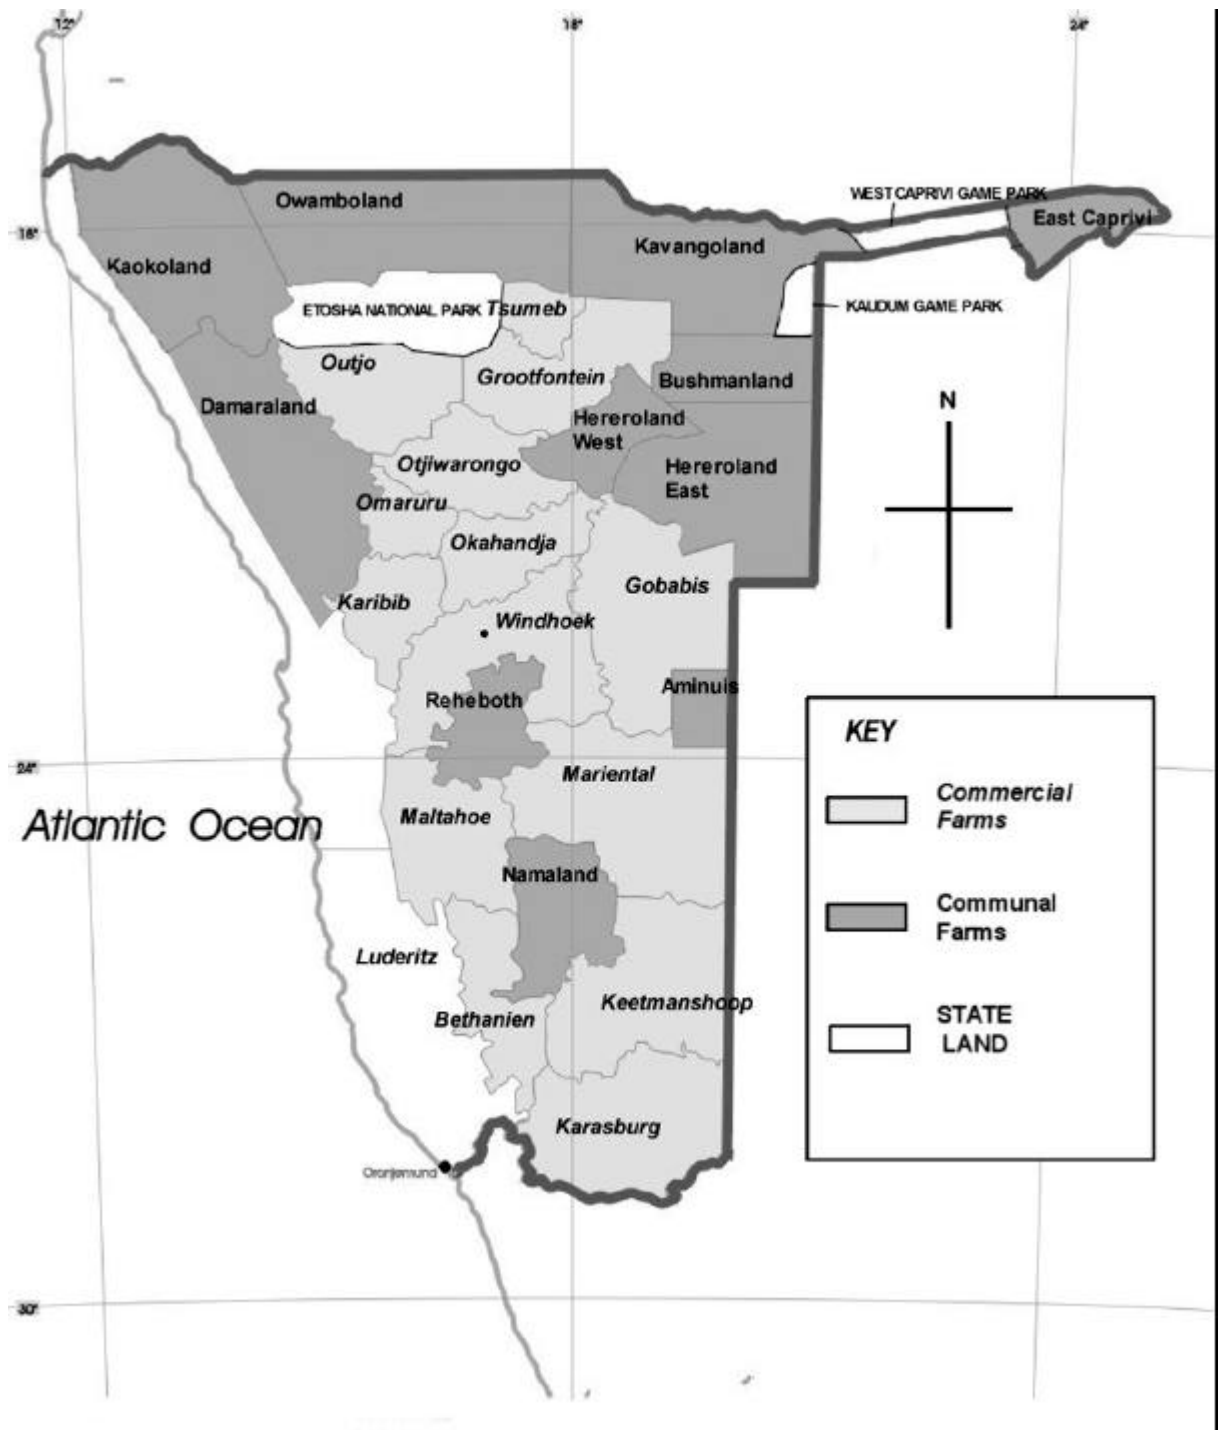 12°
18°
24°
Owamboland
WEST CAPRIVI GAME PARK
East Caprivi
18°
Kavangoland
Kaokoland
ETOSHA NATIONAL PARK
Tsumeb
KAUDUM GAME PARK
Outjo
Grootfontein
Bushmanland
Damaraland
Hereroland
West
N
Otjiwarongo
Hereroland
East
Omaruru
Okahandja
Gobabis
Karibib
Windhoek
Reheboth
Aminuis
KEY
24°
Mariental
Commercial
Farms
Maltahoe
Atlantic Ocean
Namaland
Communal
Farms
Luderitz
Keetmanshoop
Bethanien
STATE
LAND
Karasburg
Oranjemund
30°